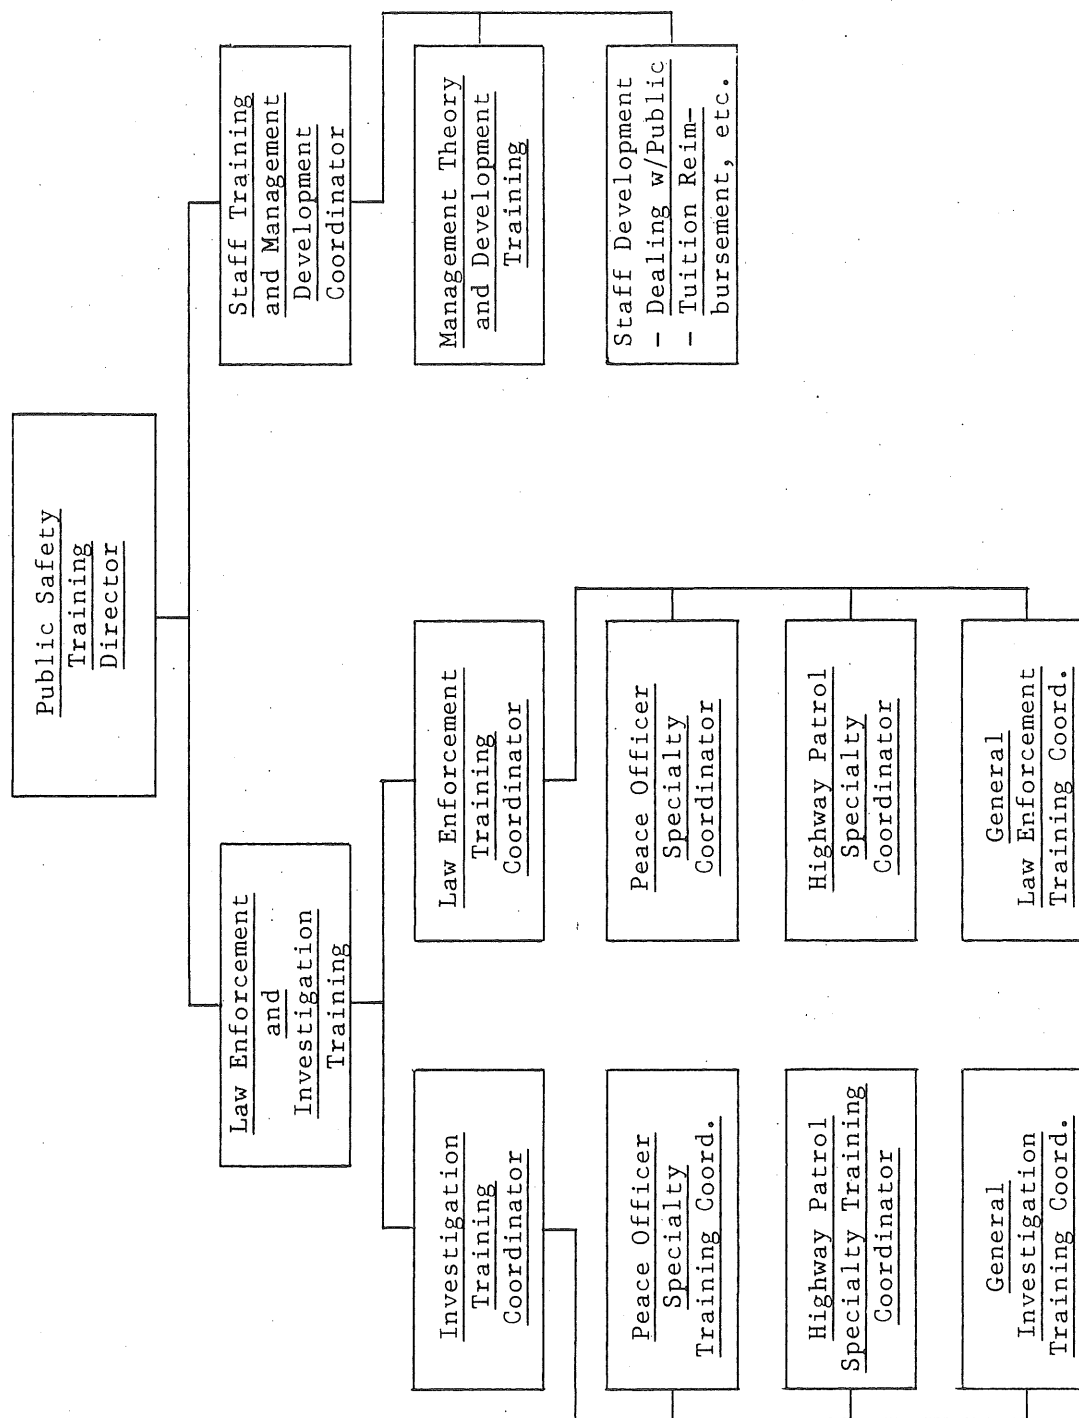 Public Safety
Training
Director
Law Enforcement
and
Investigation
Training
Staff Training
and Management
Development
Coordinator
Investigation
Training
Coordinator
Law Enforcement
Training
Coordinator
Management Theory
and Development
Training
Peace Officer
Specialty
Training Coord.
Peace Officer
Specialty
Coordinator
Staff Development
- Dealing w/Public
- Tuition Reim-
bursement, etc.
Highway Patrol
Specialty Training
Coordinator
Highway Patrol
Specialty
Coordinator
General
Investigation
Training Coord.
General
Law Enforcement
Training Coord.